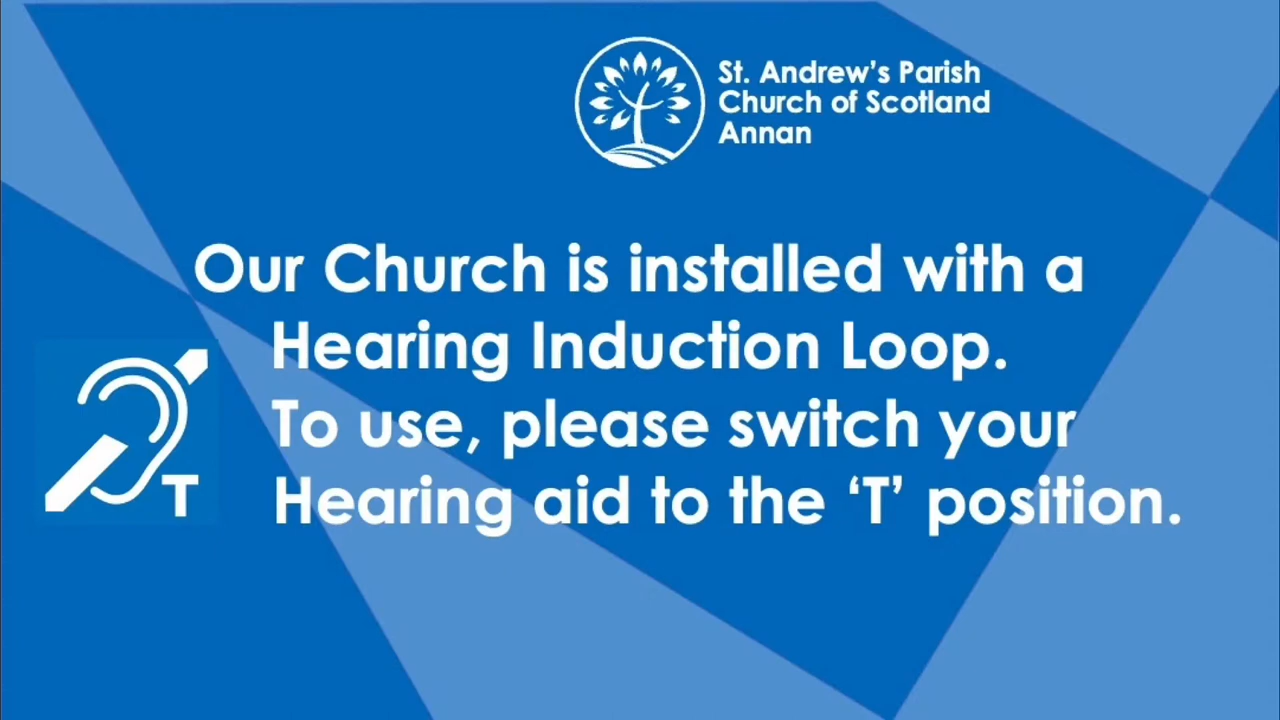 St. Andrew's Parish
Church of Scotland
Annan
Our Church is installed with a
Hearing Induction Loop.
To use, please switch your
Hearing aid to the ‘T’ position.
T